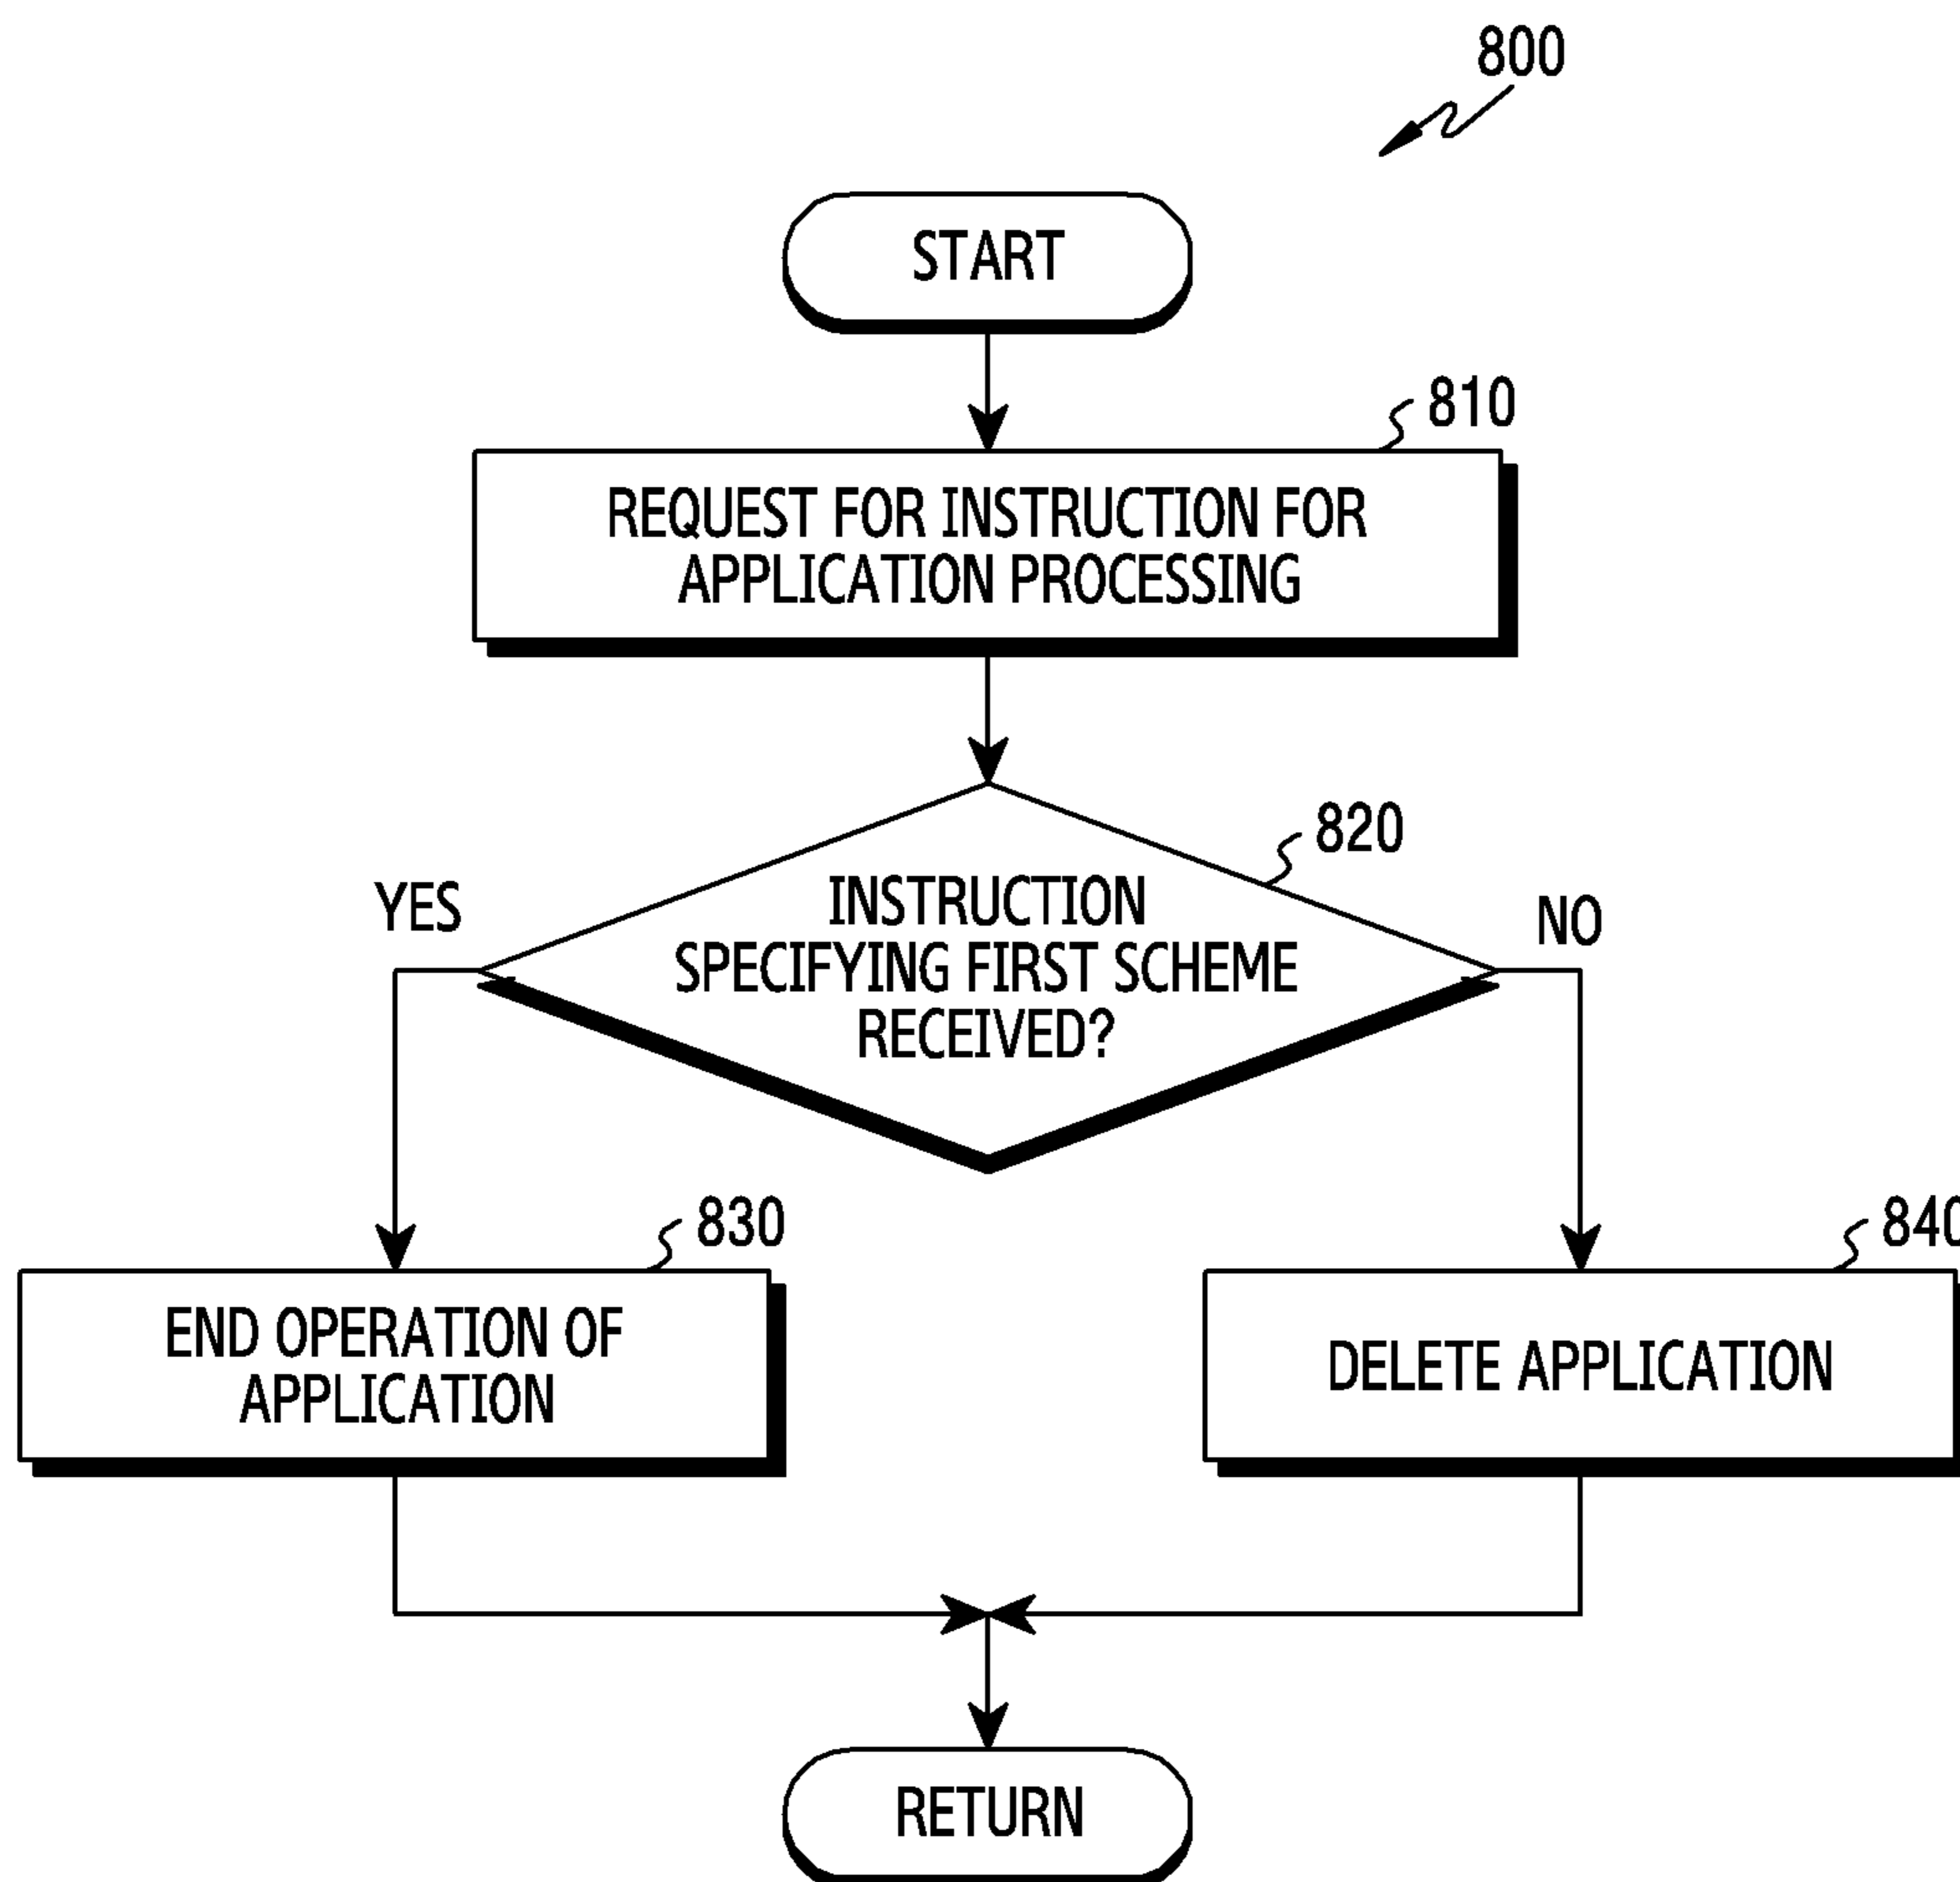 800
START
810
REQUEST FOR INSTRUCTION FOR
APPLICATION PROCESSING
820
YES
NO
INSTRUCTION
SPECIFYING FIRST SCHEME
RECEIVED?
830
840
END OPERATION OF
APPLICATION
DELETE APPLICATION
RETURN